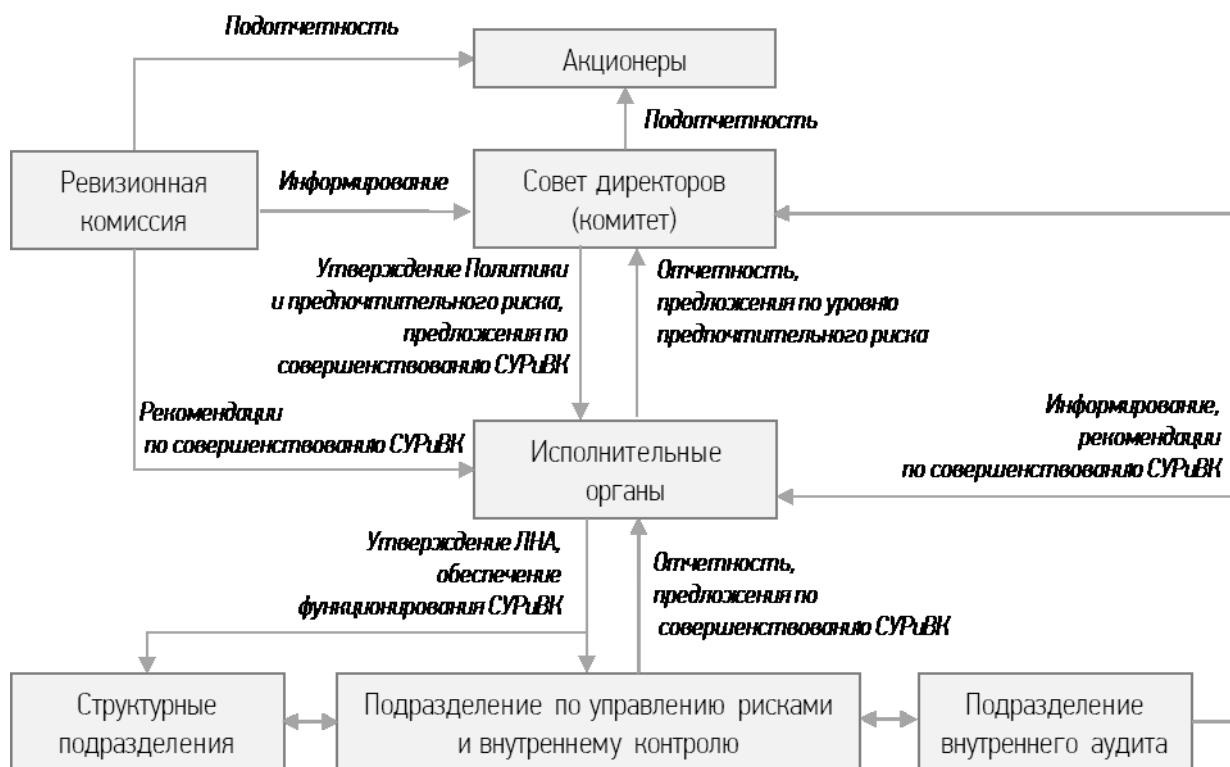 Подотчетность
Акционеры
Подотчетность
Ревизионная
комиссия
Информирование
Совет директоров
(комитет)
Утверждение Политики
и предпочтительного риска,
предложения по
совершенствованию СУРиВК
Отчетность,
предложения по уровню
предпочтительного риска
Рекомендации
по совершенствованию СУРиВК
Исполнительные
органы
Информирование,
рекомендации
по совершенствованию СУРиВК
Утверждение ЛНА,
обеспечение
функционирования СУРиВК
Отчетность,
предложения по
совершенствованию СУРиВК
Структурные
подразделения
Подразделение по управлению рисками
и внутреннему контролю
Подразделение
внутреннего аудита